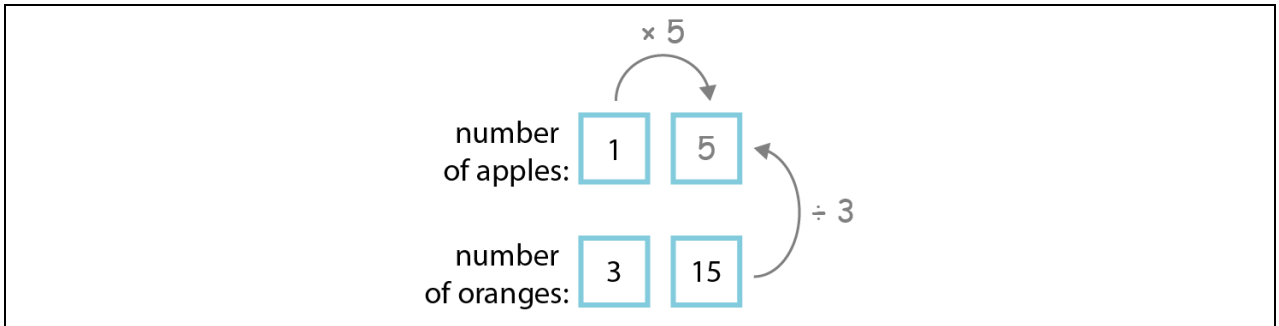 × 5
number
of apples:
1
5
÷ 3
number
of oranges:
3
15